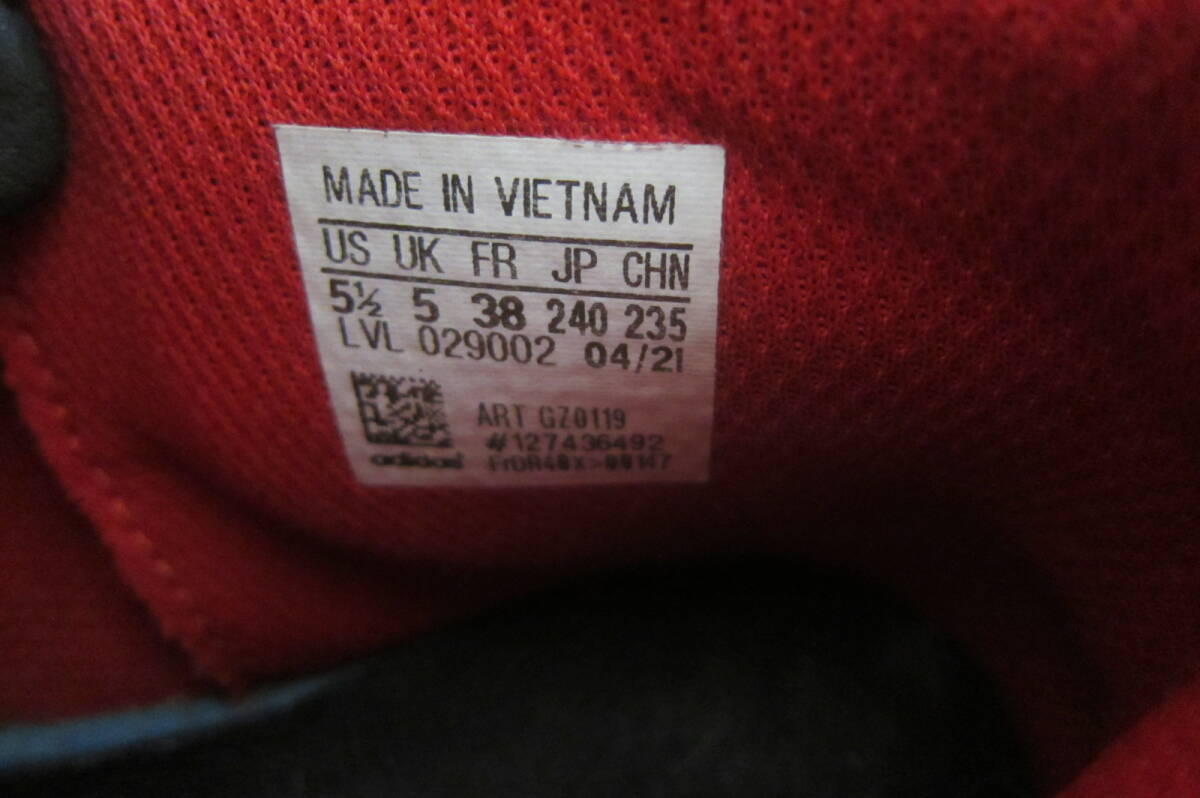 MADE IN VIETNAM
US UK FR JP CHN
5½ 5 38 240 235
LVL 029002 04/21
ART GZ0119
#127436492
adidas